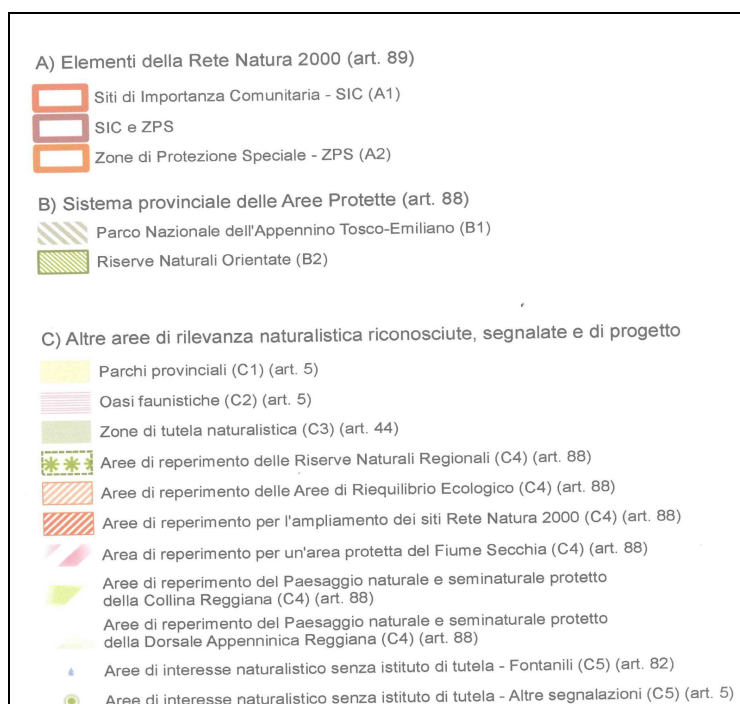 A) Elementi della Rete Natura 2000 (art. 89)
Siti di Importanza Comunitaria - SIC (A1)
SIC e ZPS
Zone di Protezione Speciale - ZPS (A2)
B) Sistema provinciale delle Aree Protette (art. 88)
Parco Nazionale dell'Appennino Tosco-Emiliano (B1)
Riserve Naturali Orientate (B2)
C) Altre aree di rilevanza naturalistica riconosciute, segnalate e di progetto
Parchi provinciali (C1) (art. 5)
Oasi faunistiche (C2) (art. 5)
Zone di tutela naturalistica (C3) (art. 44)
Aree di reperimento delle Riserve Naturali Regionali (C4) (art. 88)
Aree di reperimento delle Aree di Riequilibrio Ecologico (C4) (art. 88)
Aree di reperimento per l'ampliamento dei siti Rete Natura 2000 (C4) (art. 88)
Area di reperimento per un'area protetta del Fiume Secchia (C4) (art. 88)
Aree di reperimento del Paesaggio naturale e seminaturale protetto
della Collina Reggiana (C4) (art. 88)
Aree di reperimento del Paesaggio naturale e seminaturale protetto
della Dorsale Appenninica Reggiana (C4) (art. 88)
Aree di interesse naturalistico senza istituto di tutela - Fontanili (C5) (art. 82)
Aree di interesse naturalistico senza istituto di tutela - Altre segnalazioni (C5) (art. 5)